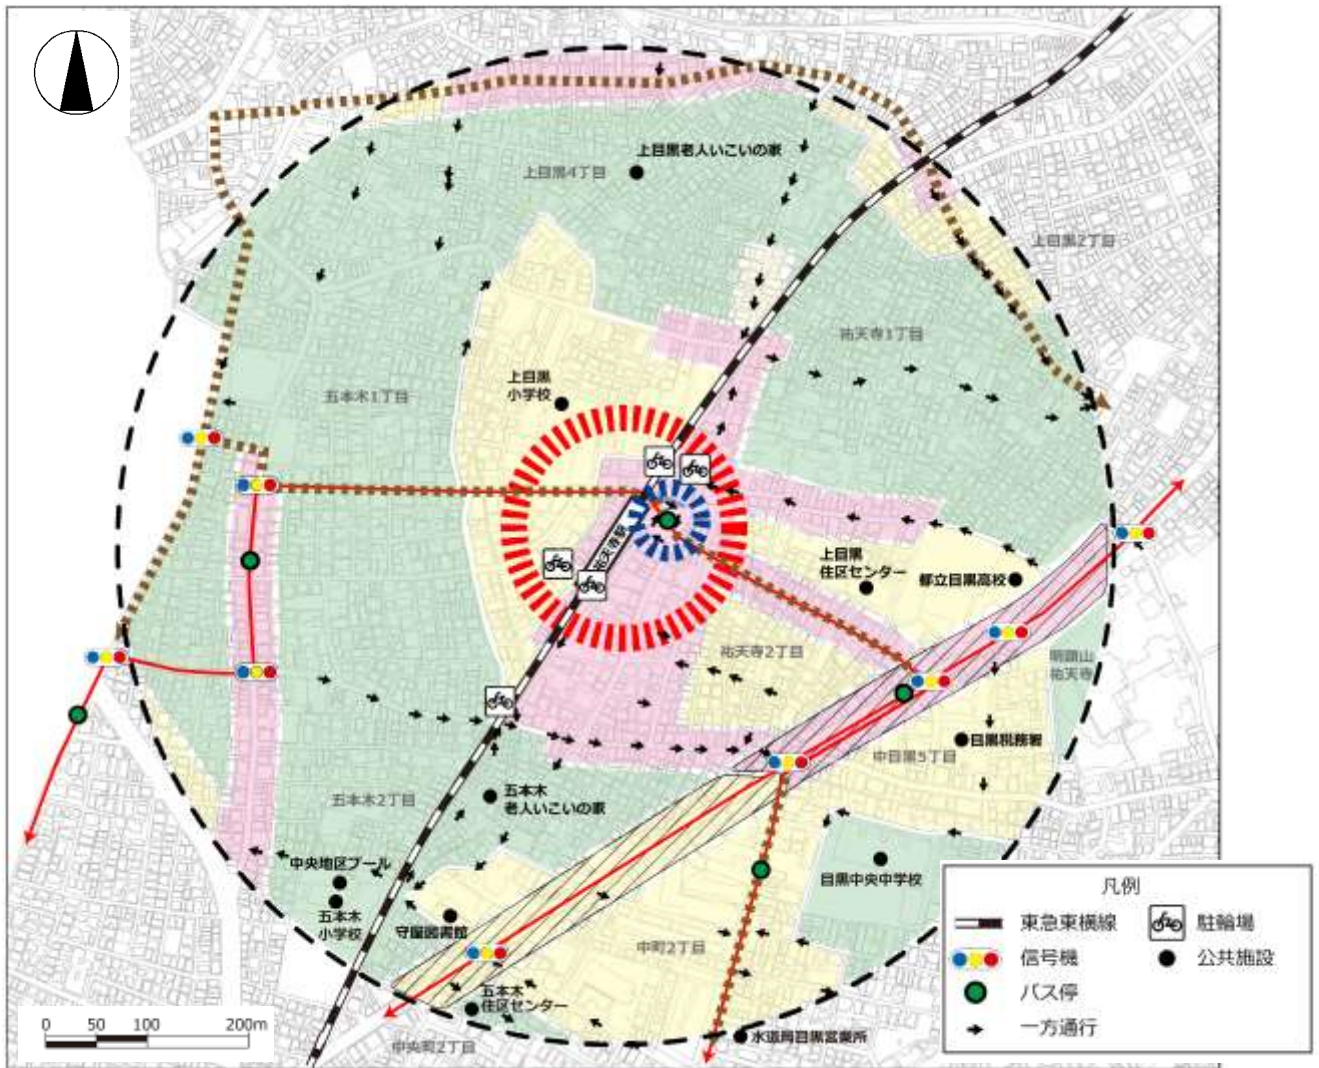 上目黒老人いこいの家
上目黒4丁目
上目黒2丁目
祐天寺1丁目
上目黒
小学校
五本木1丁目
祐天寺駅
上目黒
住区センター
都立目黒高校
祐天寺2丁目
明顕山
祐天寺
目黒税務署
中目黒5丁目
五本木2丁目
五本木
老人いこいの家
中央地区プール
目黒中央中学校
五本木
小学校
守屋図書館
中町2丁目
五本木
住区センター
水道局目黒営業所
中央町2丁目
0 50 100 200m
凡例
東急東横線
駐輪場
信号機
公共施設
バス停
一方通行